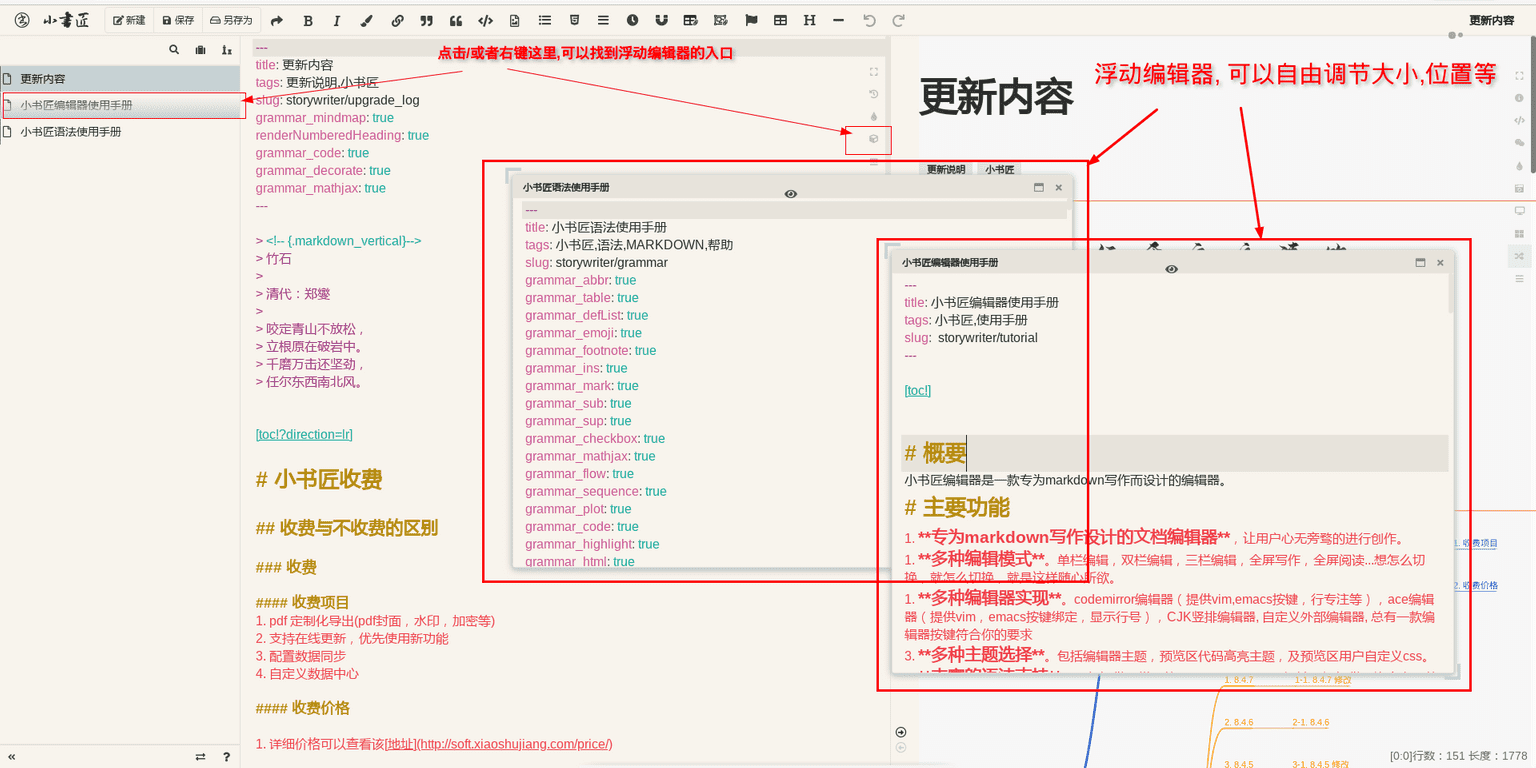 小书匠
新建
保存
另存为
更新内容
更新内容
小书匠编辑器使用手册
小书匠语法使用手册
点击/或者右键这里,可以找到浮动编辑器的入口
浮动编辑器, 可以自由调节大小,位置等
---
title: 更新内容
tags: 更新说明,小书匠
slug: storywriter/upgrade_log
grammar_mindmap: true
renderNumberedHeading: true
grammar_code: true
grammar_decorate: true
grammar_mathjax: true
---
> <!-- {.markdown_vertical}-->
> 竹石
>
> 清代：郑燮
>
> 咬定青山不放松，
> 立根原在破岩中。
> 千磨万击还坚劲，
> 任尔东西南北风。
[toc!?direction=lr]
# 小书匠收费
## 收费与不收费的区别
### 收费
#### 收费项目
1. pdf 定制化导出(pdf封面，水印，加密等)
2. 支持在线更新，优先使用新功能
3. 配置数据同步
4. 自定义数据中心
#### 收费价格
1. 详细价格可以查看该[地址](http://soft.xiaoshujiang.com/price/)
小书匠语法使用手册
---
title: 小书匠语法使用手册
tags: 小书匠,语法,MARKDOWN,帮助
slug: storywriter/grammar
grammar_abbr: true
grammar_table: true
grammar_defList: true
grammar_emoji: true
grammar_footnote: true
grammar_ins: true
grammar_mark: true
grammar_sub: true
grammar_sup: true
grammar_checkbox: true
grammar_mathjax: true
grammar_flow: true
grammar_sequence: true
grammar_plot: true
grammar_code: true
grammar_highlight: true
grammar_html: true
更新内容
更新说明
小书匠
小书匠编辑器使用手册
---
title: 小书匠编辑器使用手册
tags: 小书匠,使用手册
slug: storywriter/tutorial
---
[toc!]
# 概要
小书匠编辑器是一款专为markdown写作而设计的编辑器。
# 主要功能
1. **专为markdown写作设计的文档编辑器**，让用户心无旁骛的进行创作。
1. **多种编辑模式**。单栏编辑，双栏编辑，三栏编辑，全屏写作，全屏阅读...想怎么切
换，就怎么切换，就是这样随心所欲。
1. **多种编辑器实现**。codemirror编辑器（提供vim,emacs按键，行专注等），ace编辑
器（提供vim，emacs按键绑定，显示行号），CJK竖排编辑器, 自定义外部编辑器, 总有一款编
辑器按键符合你的要求
3. **多种主题选择**。包括编辑器主题，预览区代码高亮主题，及预览区用户自定义css。
1. 收费项目
2. 收费价格
1. 8.4.7
1-1. 8.4.7 修改
2. 8.4.6
2-1. 8.4.6
3. 8.4.5
3-1. 8.4.5 修改
[0:0]行数：151 长度：1778